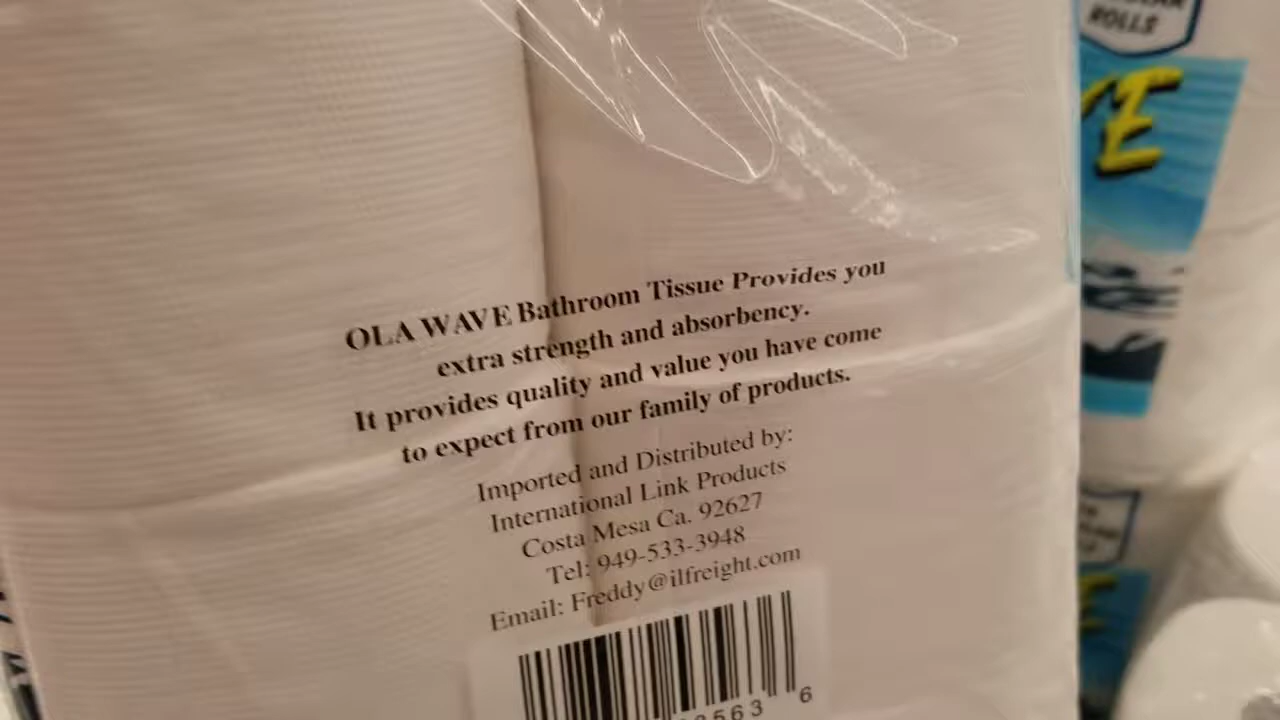 ROLLS
VE
OLA WAVE Bathroom Tissue Provides you
extra strength and absorbency.
It provides quality and value you have come
to expect from our family of products.
Imported and Distributed by:
International Link Products
Costa Mesa Ca. 92627
Tel: 949-533-3948
Email: Freddy@ilfreight.com
563 6
E